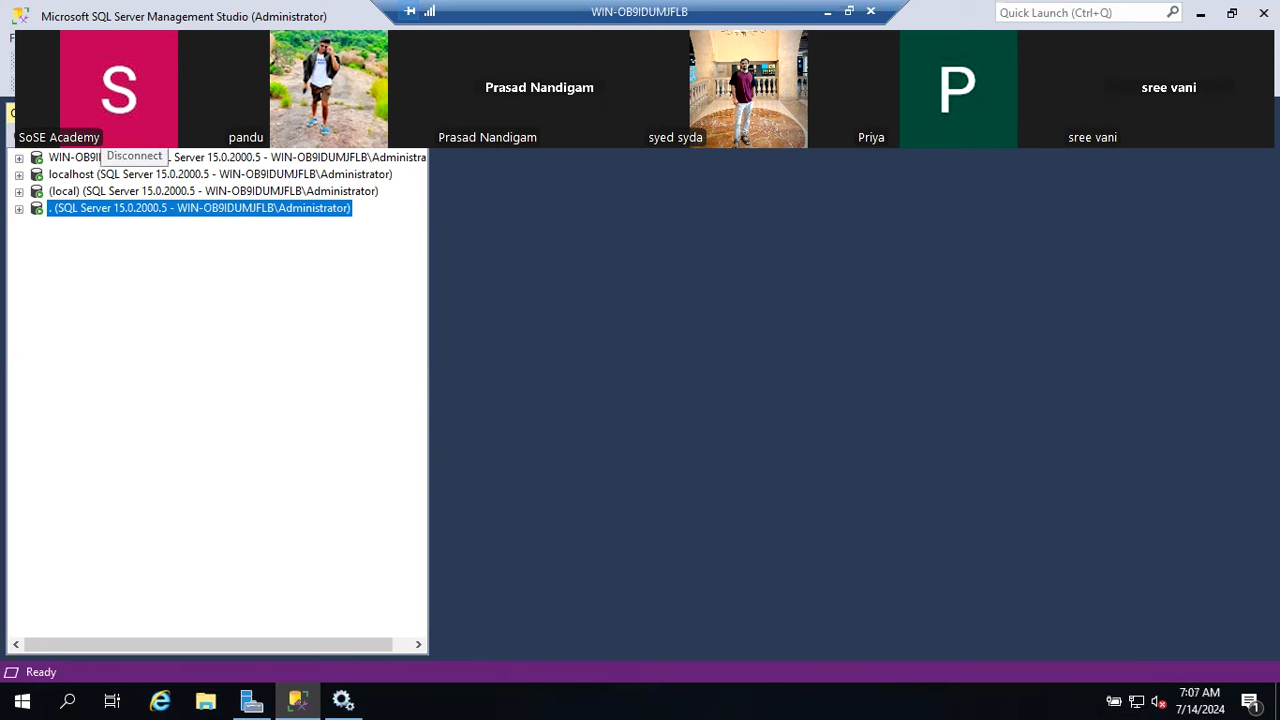 Microsoft SQL Server Management Studio (Administrator)
WIN-OB9IDUMJFLB
Quick Launch (Ctrl+Q)
S
P
Prasad Nandigam
sree vani
SoSE Academy
pandu
Prasad Nandigam
syed syda
Priya
sree vani
Disconnect
Server 15.0.2000.5 - WIN-OB9IDUMJFLB\Administra
localhost (SQL Server 15.0.2000.5 - WIN-OB9IDUMJFLB\Administrator)
(local) (SQL Server 15.0.2000.5 - WIN-OB9IDUMJFLB\Administrator)
. (SQL Server 15.0.2000.5 - WIN-OB9IDUMJFLB\Administrator)
Ready
7:07 AM
7/14/2024
1